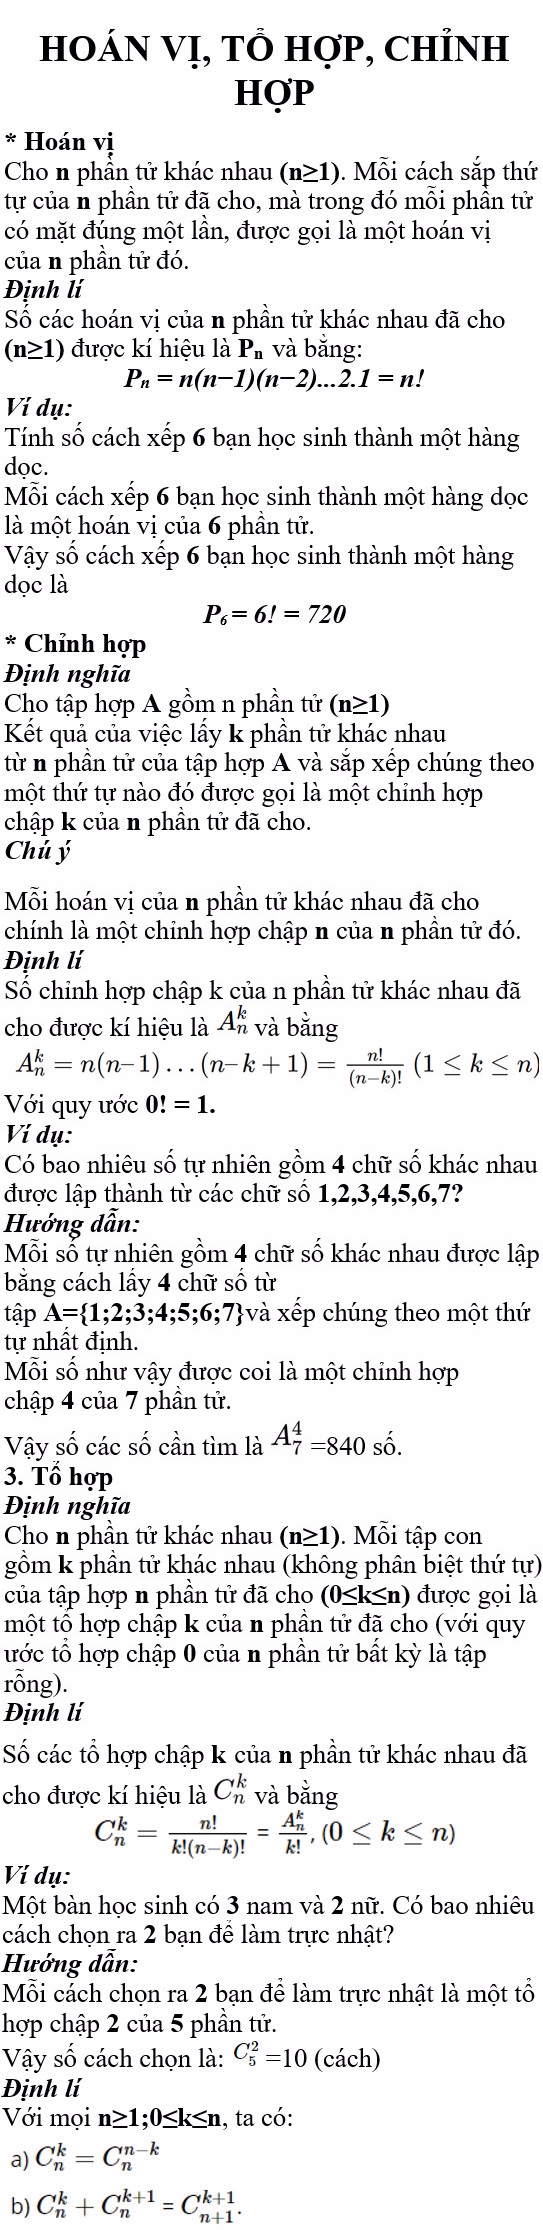 HOÁN VỊ, TỔ HỢP, CHỈNH
HỢP
* Hoán vị
Cho n phần tử khác nhau (n≥1). Mỗi cách sắp thứ
tự của n phần tử đã cho, mà trong đó mỗi phần tử
có mặt đúng một lần, được gọi là một hoán vị
của n phần tử đó.
Định lí
Số các hoán vị của n phần tử khác nhau đã cho
(n≥1) được kí hiệu là Pₙ và bằng:
Pₙ = n(n−1)(n−2)...2.1 = n!
Ví dụ:
Tính số cách xếp 6 bạn học sinh thành một hàng
dọc.
Mỗi cách xếp 6 bạn học sinh thành một hàng dọc
là một hoán vị của 6 phần tử.
Vậy số cách xếp 6 bạn học sinh thành một hàng
dọc là
P₆ = 6! = 720
* Chỉnh hợp
Định nghĩa
Cho tập hợp A gồm n phần tử (n≥1)
Kết quả của việc lấy k phần tử khác nhau
từ n phần tử của tập hợp A và sắp xếp chúng theo
một thứ tự nào đó được gọi là một chỉnh hợp
chập k của n phần tử đã cho.
Chú ý
Mỗi hoán vị của n phần tử khác nhau đã cho
chính là một chỉnh hợp chập n của n phần tử đó.
Định lí
Số chỉnh hợp chập k của n phần tử khác nhau đã
cho được kí hiệu là $A_n^k$ và bằng
$A_n^k = n(n–1)...(n–k+1) = \frac{n!}{(n-k)!}$ (1 ≤ k ≤ n)
Với quy ước 0! = 1.
Ví dụ:
Có bao nhiêu số tự nhiên gồm 4 chữ số khác nhau
được lập thành từ các chữ số 1,2,3,4,5,6,7?
Hướng dẫn:
Mỗi số tự nhiên gồm 4 chữ số khác nhau được lập
bằng cách lấy 4 chữ số từ
tập A={1;2;3;4;5;6;7}và xếp chúng theo một thứ
tự nhất định.
Mỗi số như vậy được coi là một chỉnh hợp
chập 4 của 7 phần tử.
Vậy số các số cần tìm là $A_7^4$ =840 số.
3. Tổ hợp
Định nghĩa
Cho n phần tử khác nhau (n≥1). Mỗi tập con
gồm k phần tử khác nhau (không phân biệt thứ tự)
của tập hợp n phần tử đã cho (0≤k≤n) được gọi là
một tổ hợp chập k của n phần tử đã cho (với quy
ước tổ hợp chập 0 của n phần tử bất kỳ là tập
rỗng).
Định lí
Số các tổ hợp chập k của n phần tử khác nhau đã
cho được kí hiệu là $C_n^k$ và bằng
$C_n^k = \frac{n!}{k!(n-k)!} = \frac{A_n^k}{k!}$, (0 ≤ k ≤ n)
Ví dụ:
Một bàn học sinh có 3 nam và 2 nữ. Có bao nhiêu
cách chọn ra 2 bạn để làm trực nhật?
Hướng dẫn:
Mỗi cách chọn ra 2 bạn để làm trực nhật là một tổ
hợp chập 2 của 5 phần tử.
Vậy số cách chọn là: $C_5^2$ =10 (cách)
Định lí
Với mọi n≥1;0≤k≤n, ta có:
a) $C_n^k = C_n^{n-k}$
b) $C_n^k + C_n^{k+1} = C_{n+1}^{k+1}$.